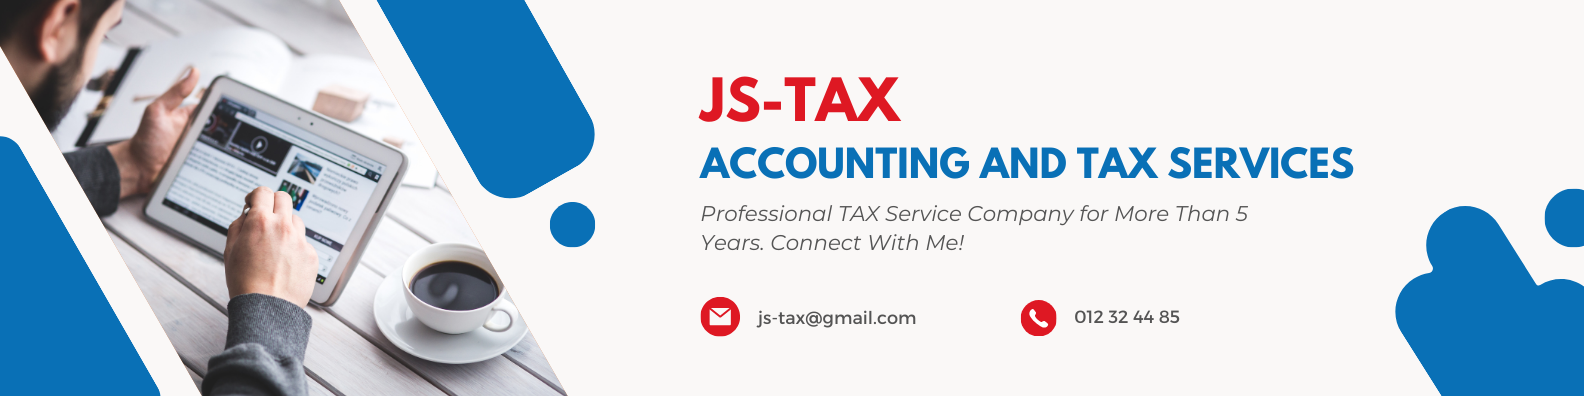 JS-TAX
ACCOUNTING AND TAX SERVICES
Professional TAX Service Company for More Than 5
Years. Connect With Me!
js-tax@gmail.com
012 32 44 85